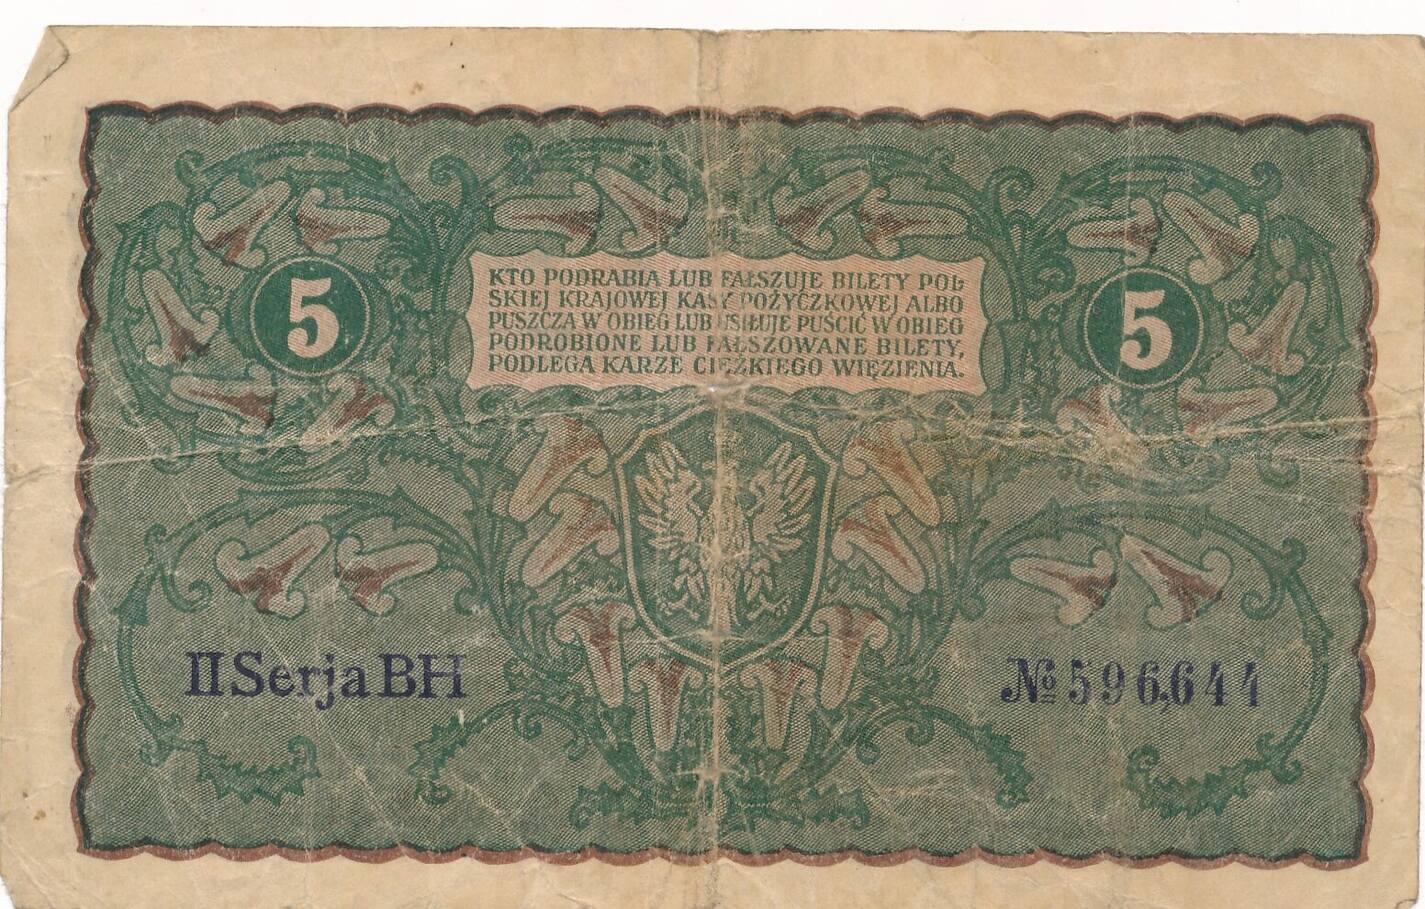 5
5
KTO PODRABIA LUB FAŁSZUJE BILETY POL-
SKIEJ KRAJOWEJ KASY POŻYCZKOWEJ ALBO
PUSZCZA W OBIEG LUB USIŁUJE PUŚCIĆ W OBIEG
PODROBIONE LUB FAŁSZOWANE BILETY,
PODLEGA KARZE CIĘŻKIEGO WIĘZIENIA.
II Serja BH
№ 596,644